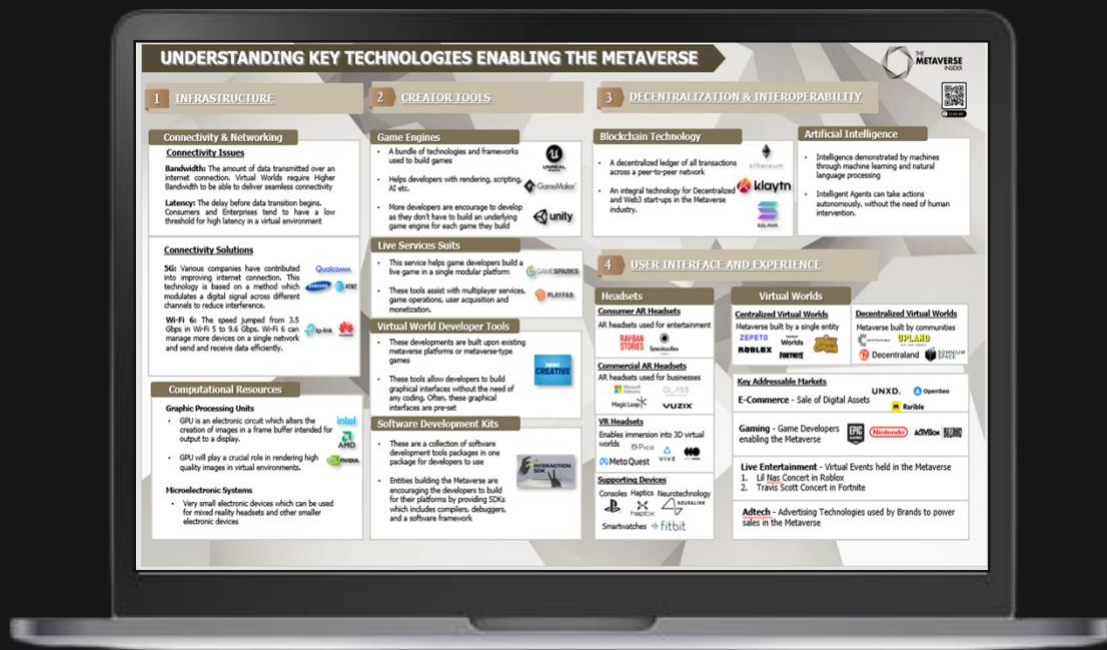 UNDERSTANDING KEY TECHNOLOGIES ENABLING THE METAVERSE
THE
METAVERSE
INSIDER
1 INFRASTRUCTURE
Connectivity & Networking
Connectivity Issues
Bandwidth: The amount of data transmitted over an
internet connection. Virtual Worlds require Higher
Bandwidth to be able to deliver seamless connectivity
Latency: The delay before data transition begins.
Consumers and Enterprises tend to have a low
threshold for high latency in a virtual environment
Connectivity Solutions
5G: Various companies have contributed
into improving internet connection. This
technology is based on a method which
modulates a digital signal across different
channels to reduce interference.
Qualcomm
SAMSUNG
AT&T
Wi-Fi 6: The speed jumped from 3.5
Gbps in Wi-Fi 5 to 9.6 Gbps. Wi-Fi 6 can
manage more devices on a single network
and send and receive data efficiently.
tp-link
Computational Resources
Graphic Processing Units
• GPU is an electronic circuit which alters the
creation of images in a frame buffer intended for
output to a display.
• GPU will play a crucial role in rendering high
quality images in virtual environments.
intel
AMD
NVIDIA
Microelectronic Systems
• Very small electronic devices which can be used
for mixed reality headsets and other smaller
electronic devices
2 CREATOR TOOLS
Game Engines
• A bundle of technologies and frameworks
used to build games
• Helps developers with rendering, scripting,
AI etc.
• More developers are encourage to develop
as they don't have to build an underlying
game engine for each game they build
UNREAL
GameMaker
unity
Live Services Suits
• This service helps game developers build a
live game in a single modular platform
• These tools assist with multiplayer services,
game operations, user acquisition and
monetization.
GAMESPARKS
PLAYFAB
Virtual World Developer Tools
• These developments are built upon existing
metaverse platforms or metaverse-type
games
• These tools allow developers to build
graphical interfaces without the need of
any coding. Often, these graphical
interfaces are pre-set
CREATIVE
Software Development Kits
• These are a collection of software
development tools packages in one
package for developers to use
• Entities building the Metaverse are
encouraging the developers to build
for their platforms by providing SDKs
which includes compilers, debuggers,
and a software framework
INTERACTION
SDK
3 DECENTRALIZATION & INTEROPERABILITY
Blockchain Technology
• A decentralized ledger of all transactions
across a peer-to-peer network
• An integral technology for Decentralized
and Web3 start-ups in the Metaverse
industry.
ethereum
klaytn
SOLANA
Artificial Intelligence
• Intelligence demonstrated by machines
through machine learning and natural
language processing
• Intelligent Agents can take actions
autonomously, without the need of human
intervention.
4 USER INTERFACE AND EXPERIENCE
Headsets
Consumer AR Headsets
AR headsets used for entertainment
RAYBAN
STORIES
Spectacles
Commercial AR Headsets
AR headsets used for businesses
Microsoft
GLASS
MagicLeap
VUZIX
VR Headsets
Enables immersion into 3D virtual
worlds
Pico
Meta Quest
VIVE
Supporting Devices
Consoles Haptics Neurotechnology
haptx
NEURALINK
Smartwatches fitbit
Virtual Worlds
Centralized Virtual Worlds
Metaverse built by a single entity
ZEPETO
Worlds
ROBLOX
FORTNITE
Decentralized Virtual Worlds
Metaverse built by communities
UPLAND
Decentraland
SOMNIUM
SPACE
Key Addressable Markets
E-Commerce - Sale of Digital Assets
UNXD.
OpenSea
Rarible
Gaming - Game Developers
enabling the Metaverse
EPIC
GAMES
Nintendo
ACTIVISION BLIZZARD
Live Entertainment - Virtual Events held in the Metaverse
1. Lil Nas Concert in Roblox
2. Travis Scott Concert in Fortnite
Adtech - Advertising Technologies used by Brands to power
sales in the Metaverse